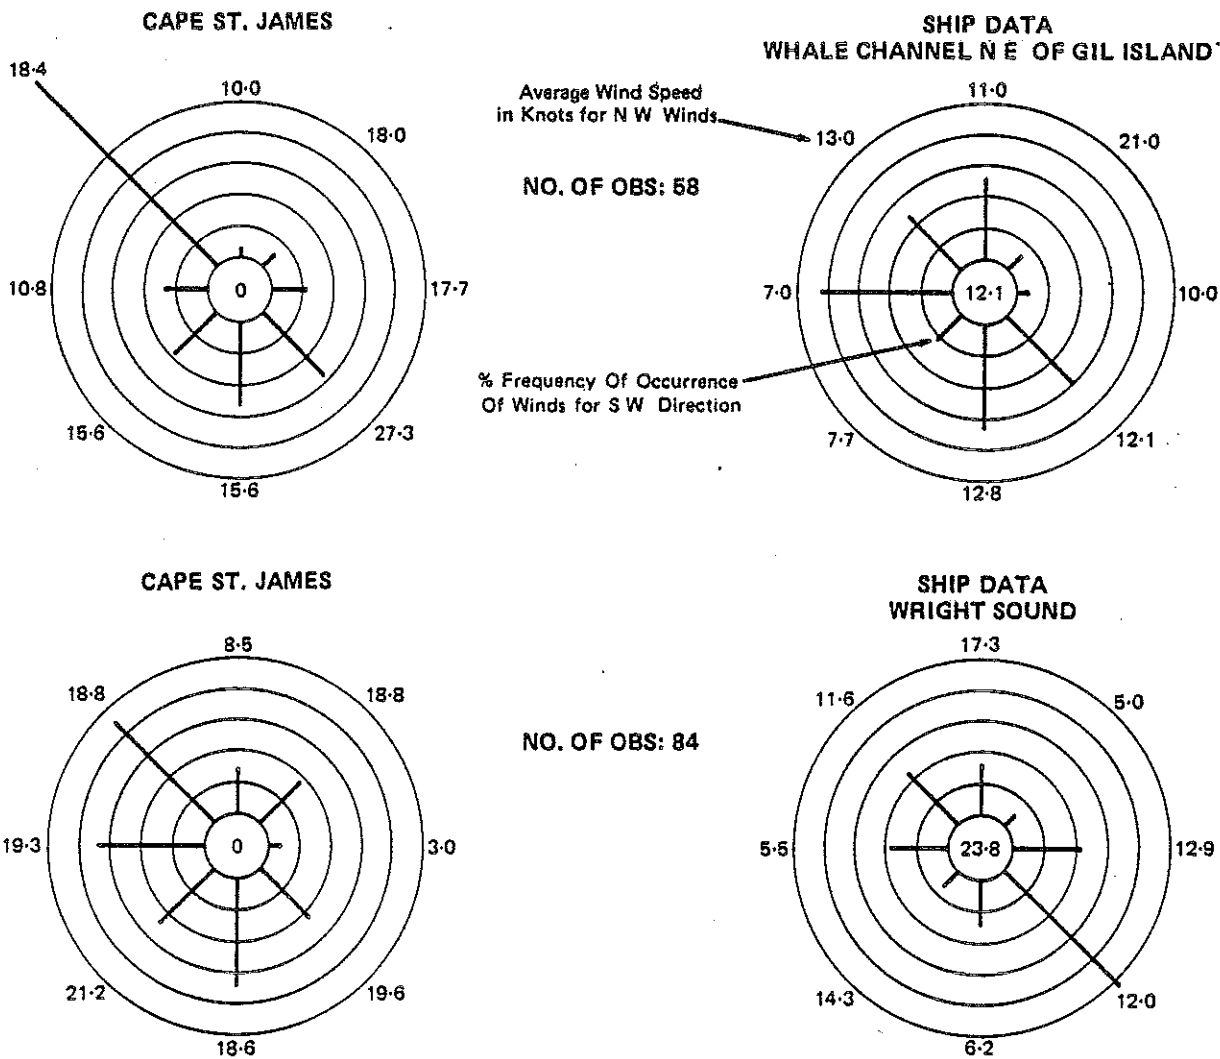 CAPE ST. JAMES
18.4
10.0
18.0
10.8
0
17.7
15.6
27.3
15.6
SHIP DATA
WHALE CHANNEL N E OF GIL ISLAND
Average Wind Speed
in Knots for N W Winds
NO. OF OBS: 58
% Frequency Of Occurrence
Of Winds for S W Direction
11.0
13.0
21.0
7.0
12.1
10.0
7.7
12.1
12.8
CAPE ST. JAMES
8.5
18.8
18.8
19.3
0
3.0
21.2
19.6
18.6
NO. OF OBS: 84
SHIP DATA
WRIGHT SOUND
17.3
11.6
5.0
23.8
12.9
14.3
12.0
6.2